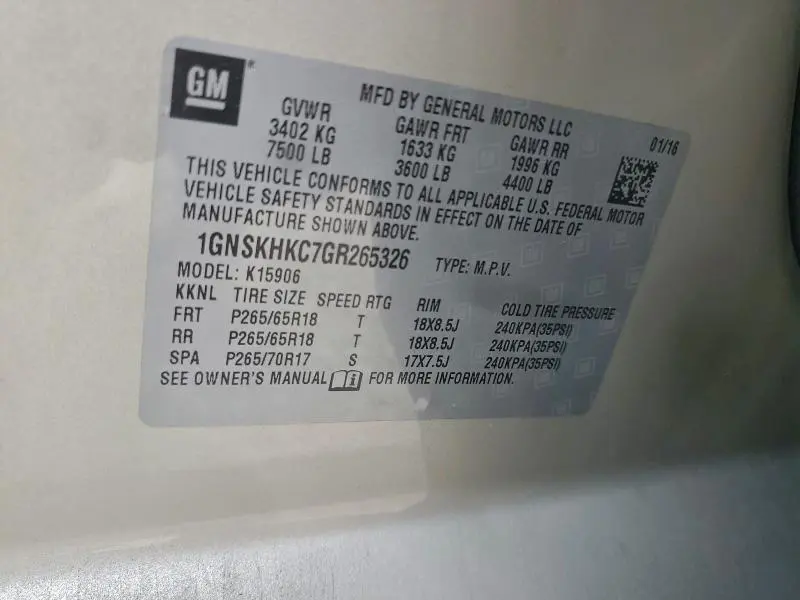 GM
MFD BY GENERAL MOTORS LLC
01/16
GVWR GAWR FRT GAWR RR
3402 KG 1633 KG 1996 KG
7500 LB 3600 LB 4400 LB
THIS VEHICLE CONFORMS TO ALL APPLICABLE U.S. FEDERAL MOTOR
VEHICLE SAFETY STANDARDS IN EFFECT ON THE DATE OF
MANUFACTURE SHOWN ABOVE.
1GNSKHKC7GR265326 TYPE: M.P.V.
MODEL: K15906
KKNL TIRE SIZE SPEED RTG RIM COLD TIRE PRESSURE
FRT P265/65R18 T 18X8.5J 240KPA(35PSI)
RR P265/65R18 T 18X8.5J 240KPA(35PSI)
SPA P265/70R17 S 17X7.5J 240KPA(35PSI)
SEE OWNER'S MANUAL FOR MORE INFORMATION.